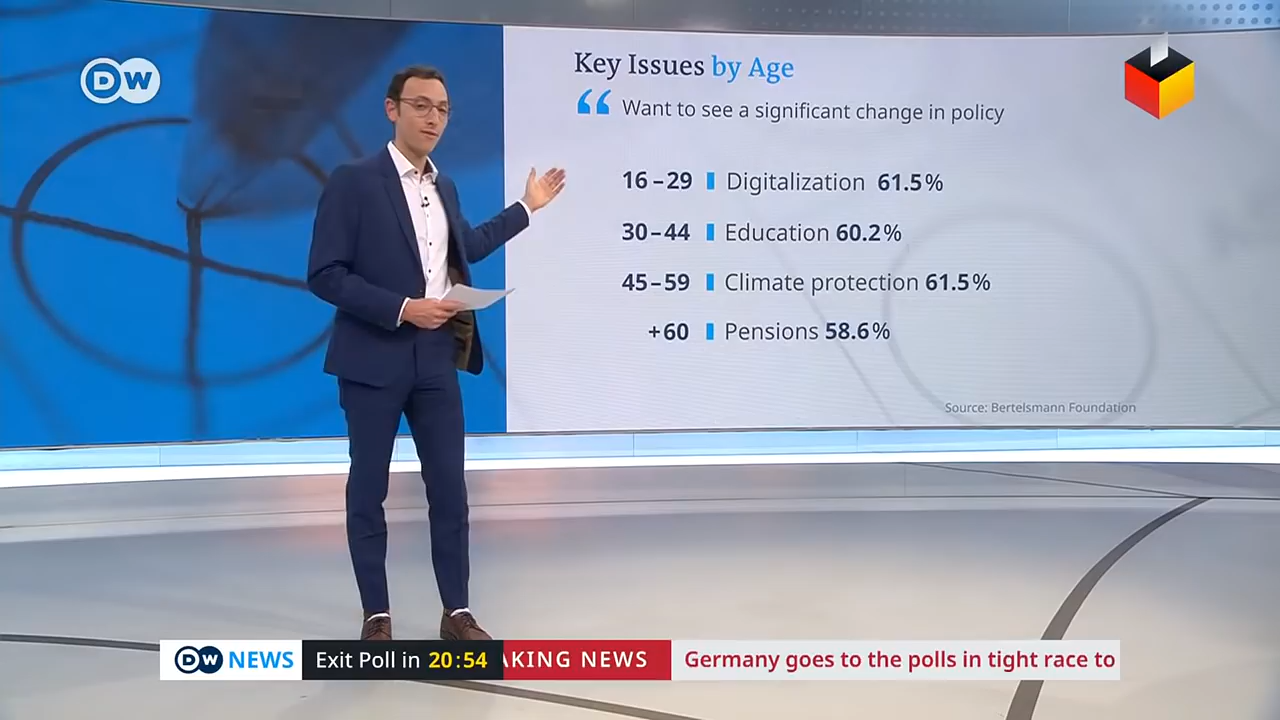 DW
Key Issues by Age
“ Want to see a significant change in policy
16–29 Digitalization 61.5%
30–44 Education 60.2%
45–59 Climate protection 61.5%
+60 Pensions 58.6%
Source: Bertelsmann Foundation
DW NEWS Exit Poll in 20:54 AKING NEWS Germany goes to the polls in tight race to